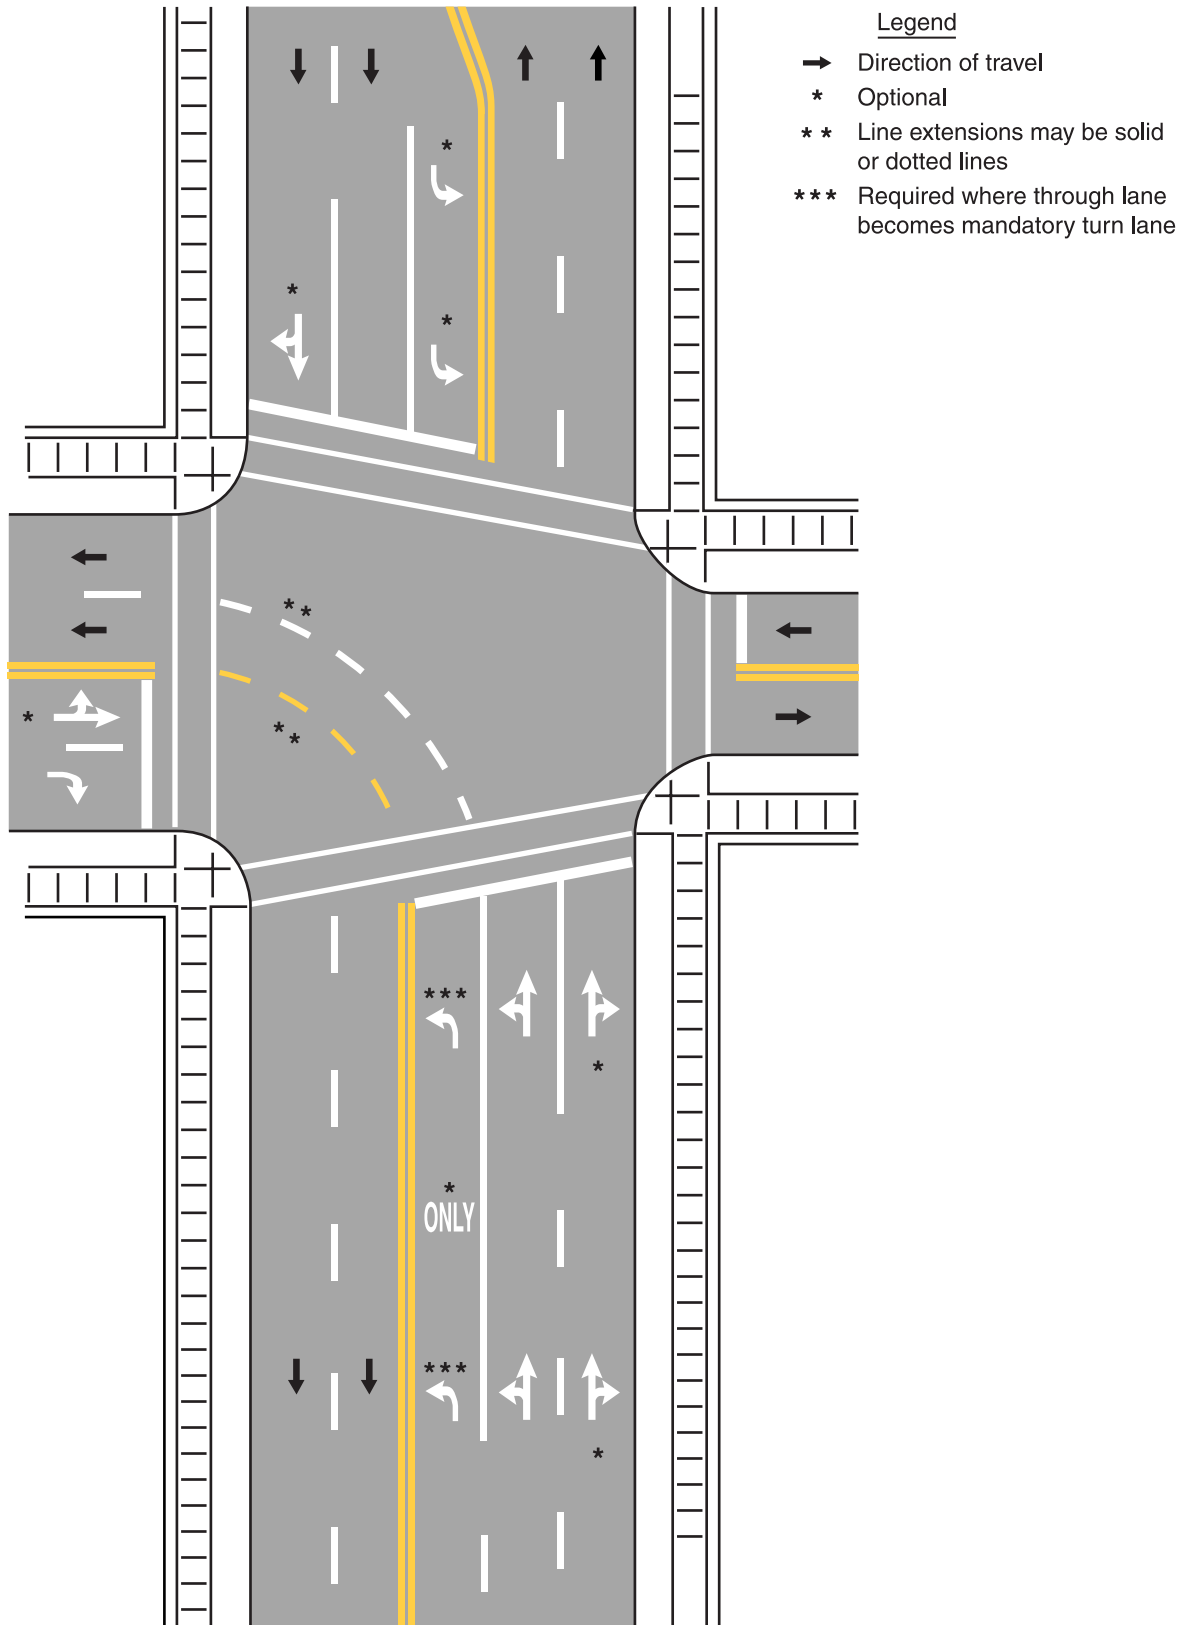 Legend
Direction of travel
* Optional
** Line extensions may be solid
or dotted lines
*** Required where through lane
becomes mandatory turn lane
*
*
*
**
*
**
***
*
*
ONLY
***
*